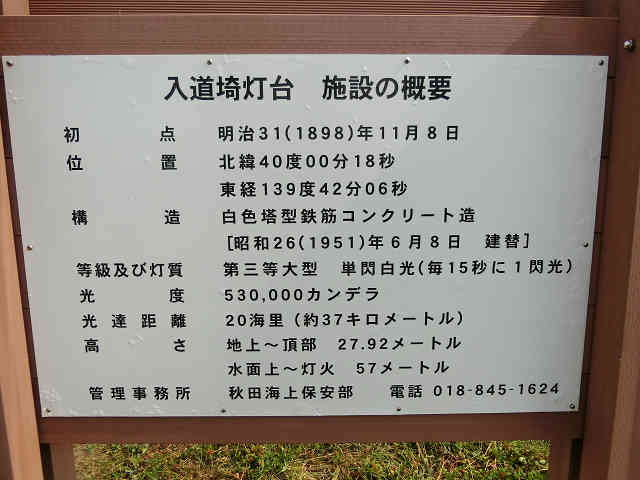 入道埼灯台　施設の概要
初点　明治31(1898)年11月8日
位置　北緯40度00分18秒
東経139度42分06秒
構造　白色塔型鉄筋コンクリート造
[昭和26(1951)年6月8日　建替]
等級及び灯質　第三等大型　単閃白光(毎15秒に1閃光)
光度　530,000カンデラ
光達距離　20海里(約37キロメートル)
高さ　地上～頂部　27.92メートル
水面上～灯火　57メートル
管理事務所　秋田海上保安部　電話 018-845-1624